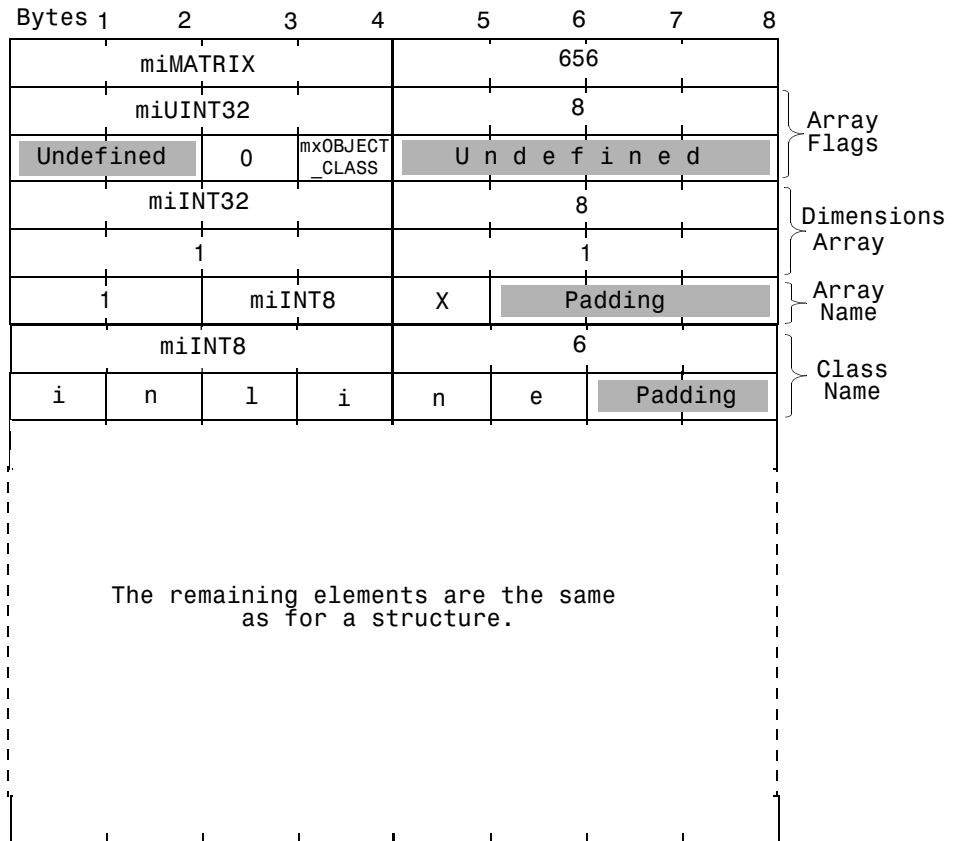 Bytes 1 2 3 4 5 6 7 8
miMATRIX 656
miUINT32 8
Array
Flags
Undefined 0 mxOBJECT
_CLASS
U n d e f i n e d
miINT32 8
Dimensions
Array
1 1
1 miINT8 X Padding
Array
Name
miINT8 6
Class
Name
i n l i n e Padding
The remaining elements are the same
as for a structure.